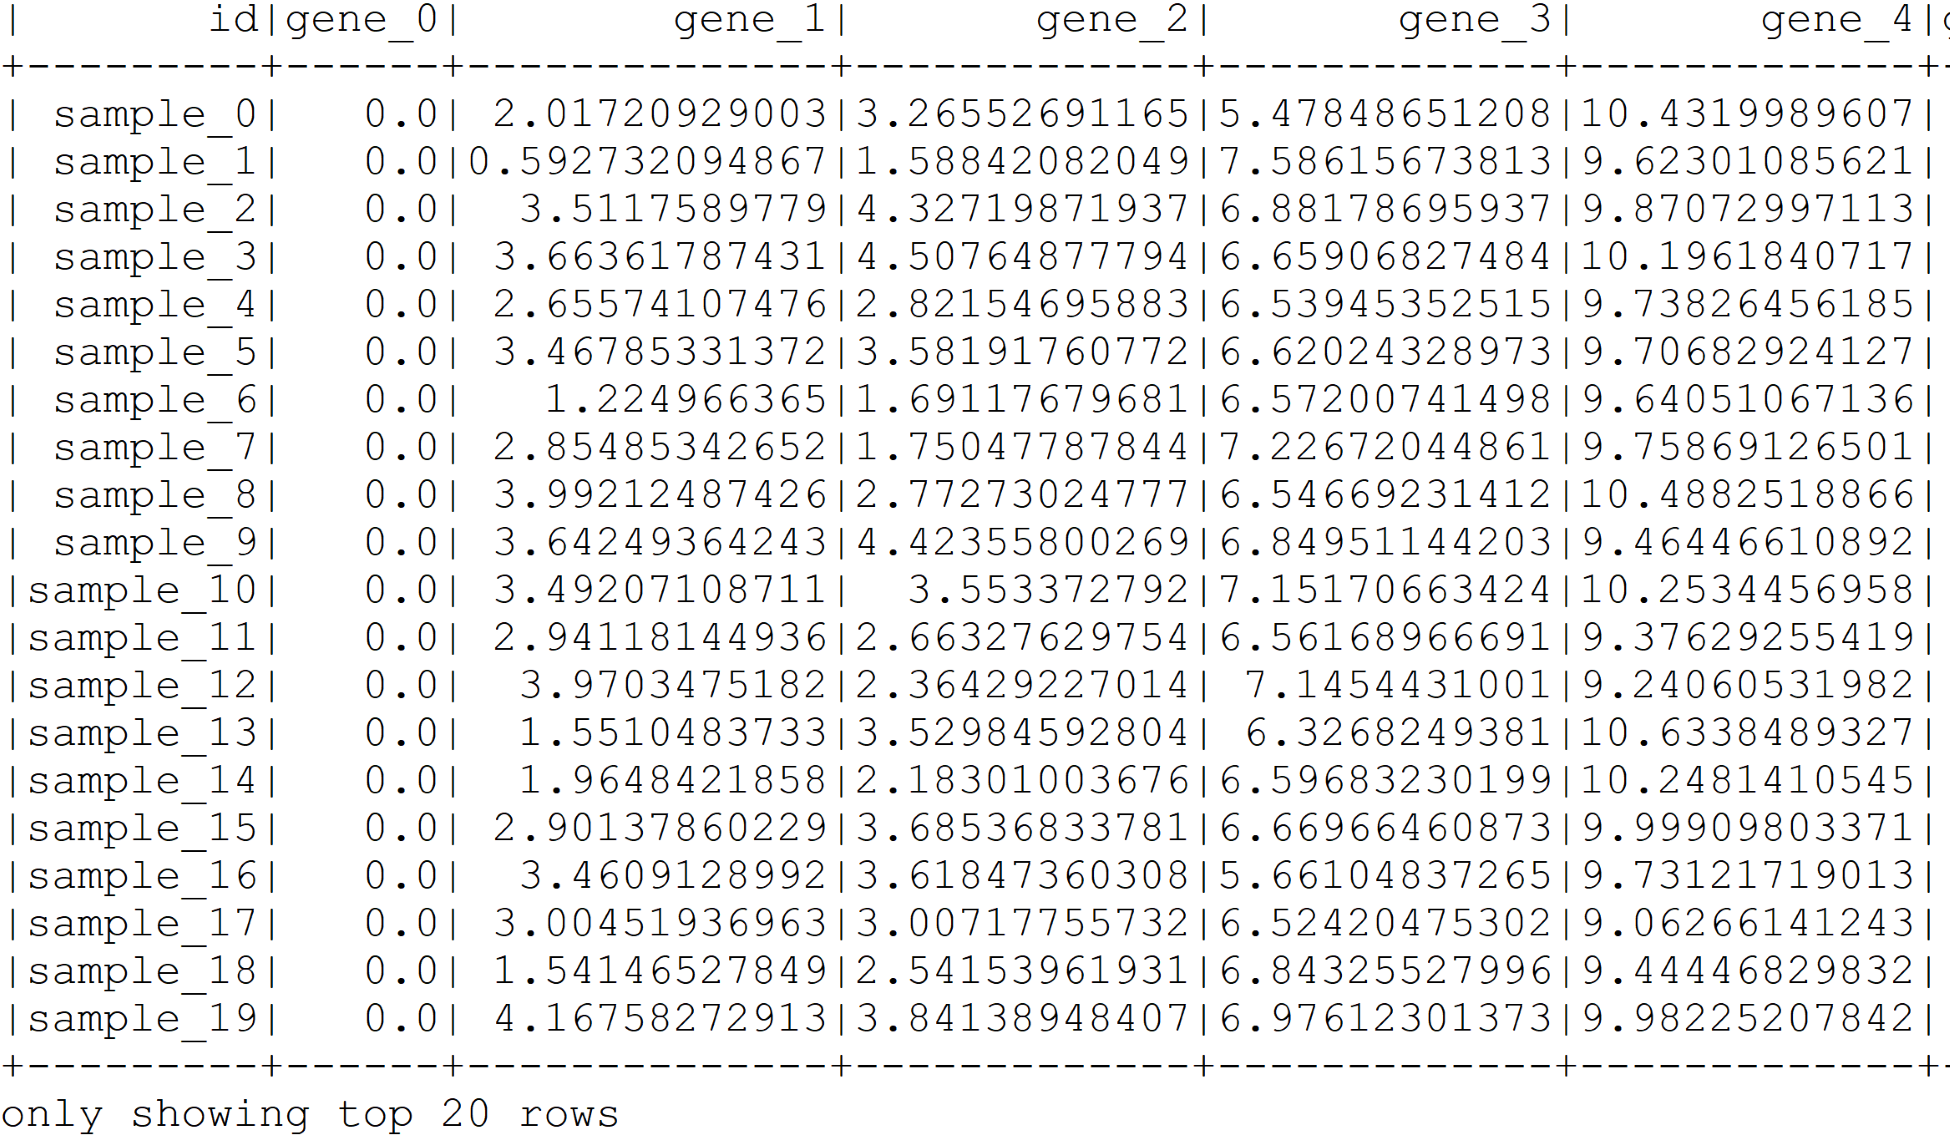 |       id|gene_0|        gene_1|       gene_2|       gene_3|       gene_4|
+---------+------+--------------+-------------+-------------+-------------+-
| sample_0|   0.0| 2.01720929003|3.26552691165|5.47848651208|10.4319989607|
| sample_1|   0.0|0.592732094867|1.58842082049|7.58615673813|9.62301085621|
| sample_2|   0.0|  3.5117589779|4.32719871937|6.88178695937|9.87072997113|
| sample_3|   0.0| 3.66361787431|4.50764877794|6.65906827484|10.1961840717|
| sample_4|   0.0| 2.65574107476|2.82154695883|6.53945352515|9.73826456185|
| sample_5|   0.0| 3.46785331372|3.58191760772|6.62024328973|9.70682924127|
| sample_6|   0.0|   1.224966365|1.69117679681|6.57200741498|9.64051067136|
| sample_7|   0.0| 2.85485342652|1.75047787844|7.22672044861|9.75869126501|
| sample_8|   0.0| 3.99212487426|2.77273024777|6.54669231412|10.4882518866|
| sample_9|   0.0| 3.64249364243|4.42355800269|6.84951144203|9.46446610892|
|sample_10|   0.0| 3.49207108711|  3.553372792|7.15170663424|10.2534456958|
|sample_11|   0.0| 2.94118144936|2.66327629754|6.56168966691|9.37629255419|
|sample_12|   0.0|  3.9703475182|2.36429227014| 7.1454431001|9.24060531982|
|sample_13|   0.0|  1.5510483733|3.52984592804| 6.3268249381|10.6338489327|
|sample_14|   0.0|  1.9648421858|2.18301003676|6.59683230199|10.2481410545|
|sample_15|   0.0| 2.90137860229|3.68536833781|6.66966460873|9.99909803371|
|sample_16|   0.0|  3.4609128992|3.61847360308|5.66104837265|9.73121719013|
|sample_17|   0.0| 3.00451936963|3.00717755732|6.52420475302|9.06266141243|
|sample_18|   0.0| 1.54146527849|2.54153961931|6.84325527996|9.44446829832|
|sample_19|   0.0| 4.16758272913|3.84138948407|6.97612301373|9.98225207842|
+---------+------+--------------+-------------+-------------+-------------+-
only showing top 20 rows